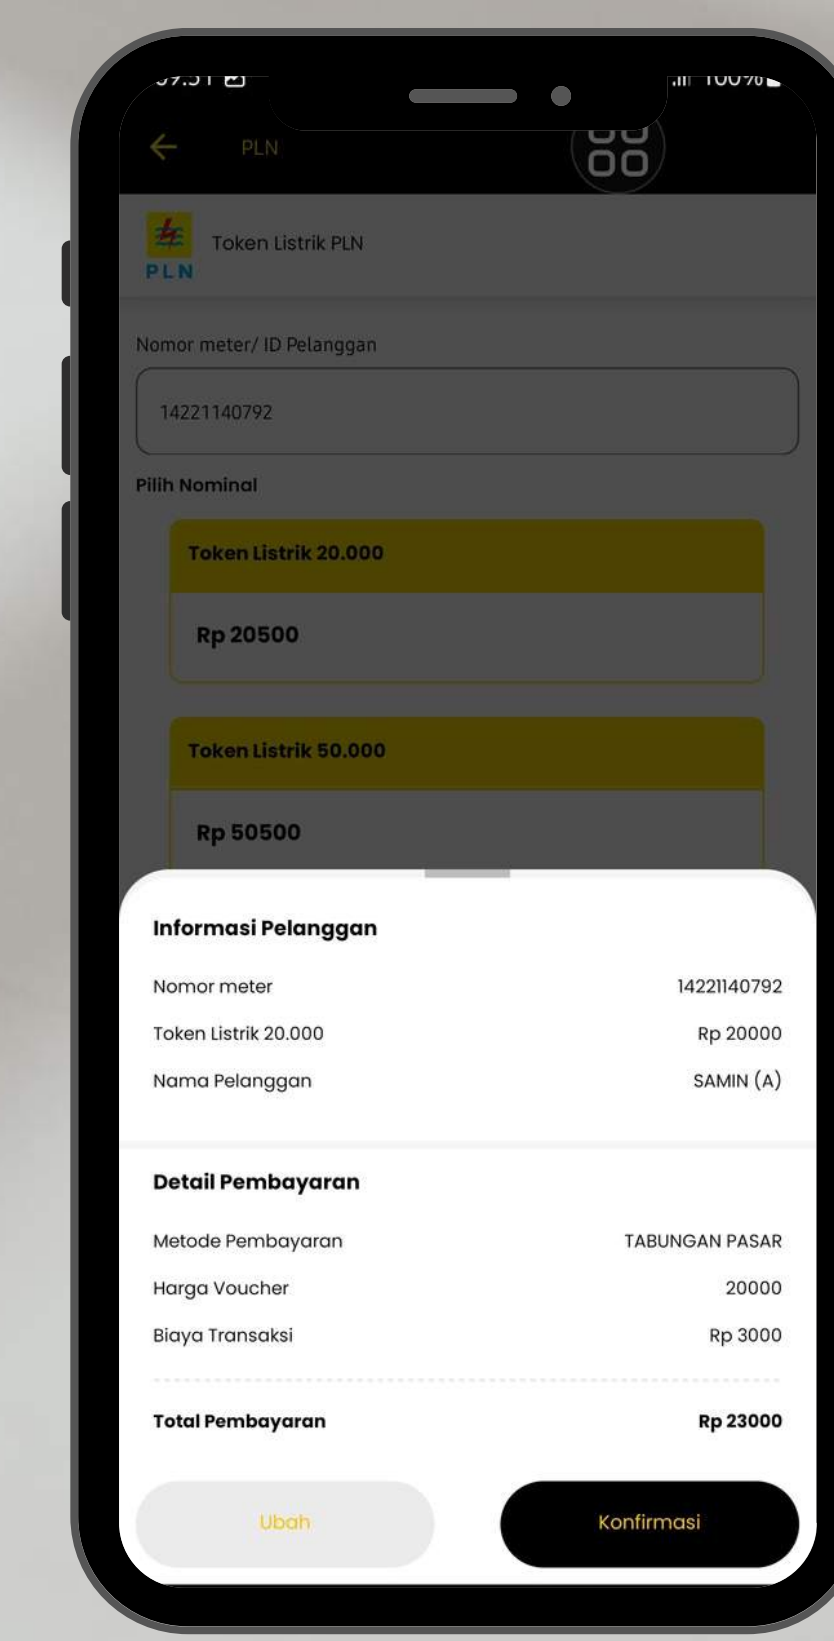 100%
PLN
Token Listrik PLN
PLN
Nomor meter/ ID Pelanggan
14221140792
Pilih Nominal
Token Listrik 20.000
Rp 20500
Token Listrik 50.000
Rp 50500
Informasi Pelanggan
Nomor meter 14221140792
Token Listrik 20.000 Rp 20000
Nama Pelanggan SAMIN (A)
Detail Pembayaran
Metode Pembayaran TABUNGAN PASAR
Harga Voucher 20000
Biaya Transaksi Rp 3000
Total Pembayaran Rp 23000
Ubah Konfirmasi